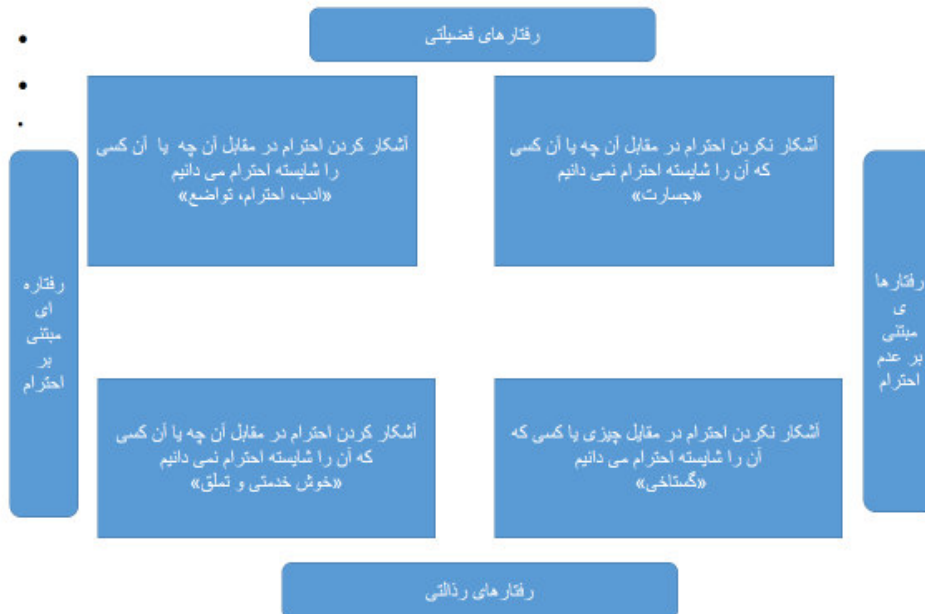 رفتارهای فضیلتی
آشکار نکردن احترام در مقابل آن چه یا آن کسی
که آن را شایسته احترام نمی دانیم
«جسارت»
آشکار کردن احترام در مقابل آن چه یا آن کسی
را شایسته احترام می دانیم
«ادب، احترام، تواضع»
رفتارها
ی
مبتنی
بر عدم
احترام
رفتاره
ای
مبتنی
بر
احترام
آشکار نکردن احترام در مقابل چیزی یا کسی که
آن را شایسته احترام می دانیم
«گستاخی»
آشکار کردن احترام در مقابل آن چه یا آن کسی
که آن را شایسته احترام نمی دانیم
«خوش خدمتی و تملّق»
رفتارهای رذالتی